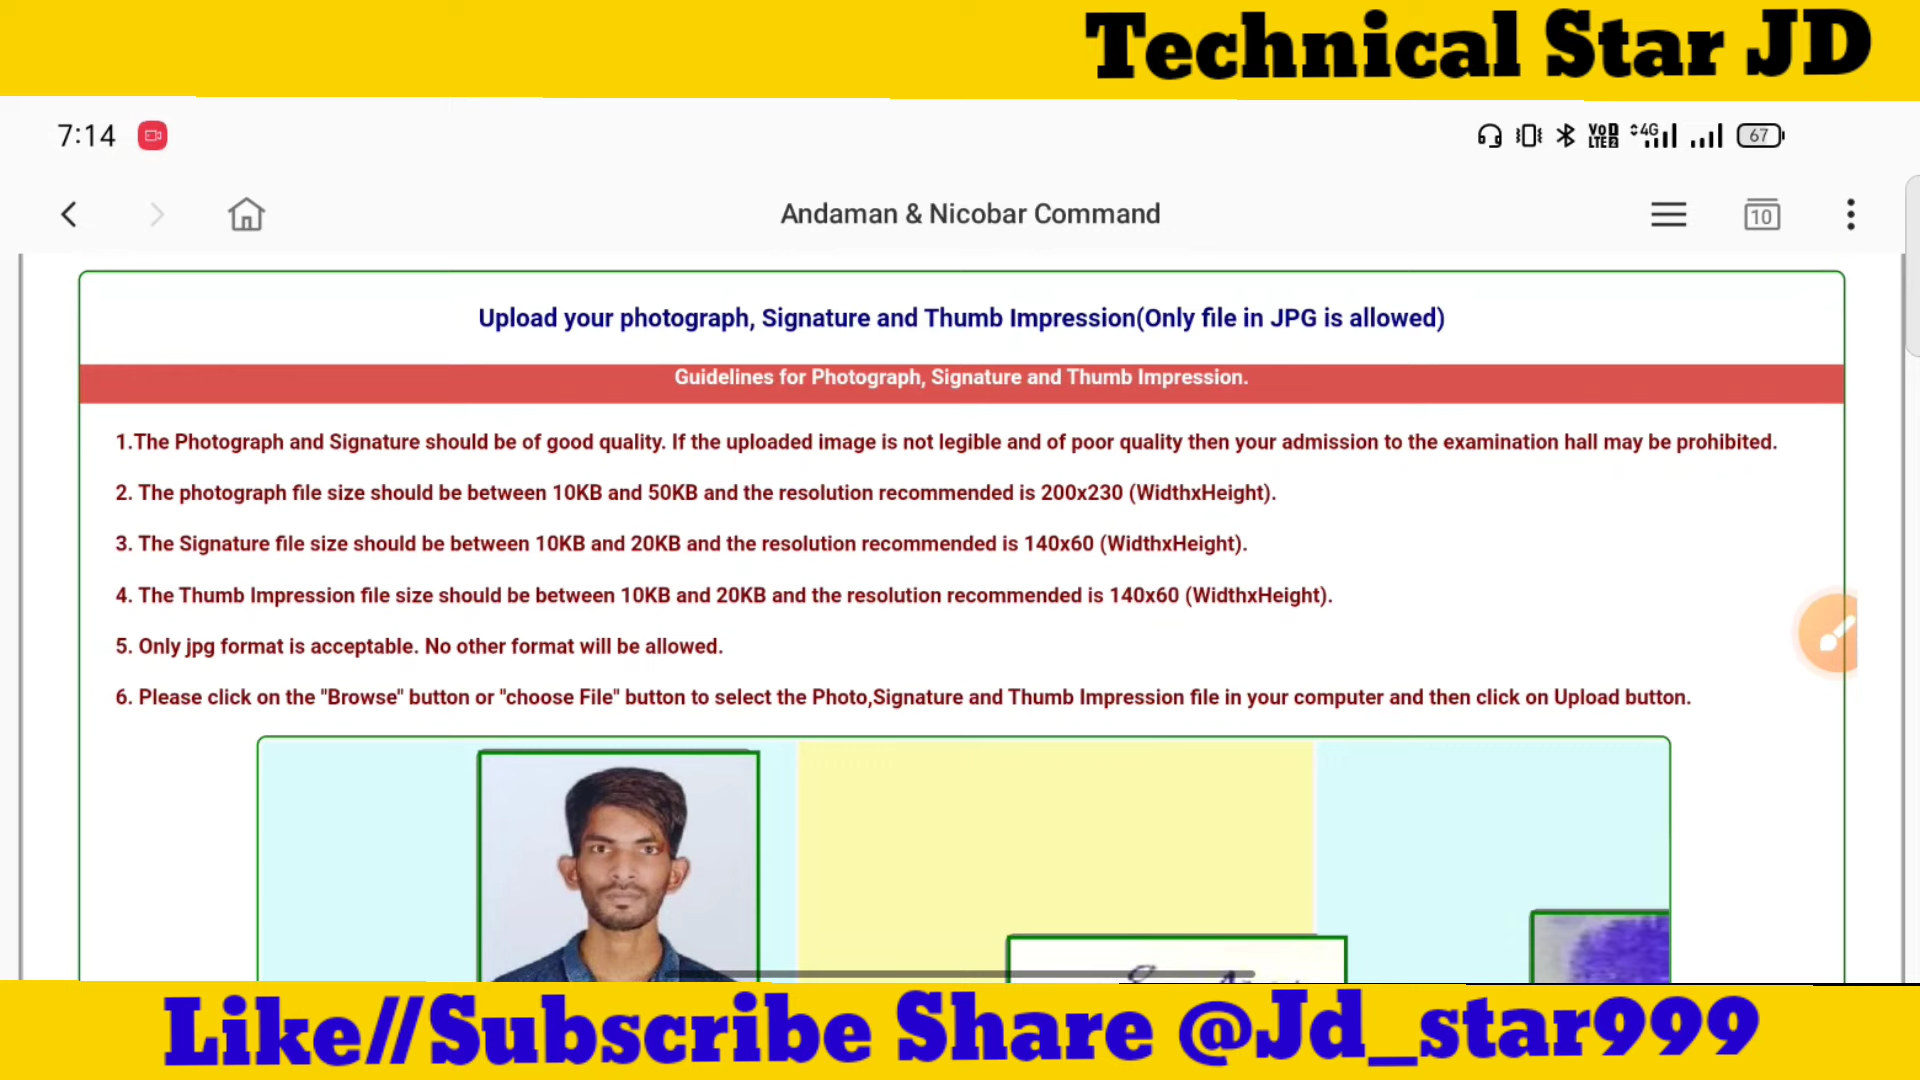 Technical Star JD
7:14
VoD LTE2 4G 67
Andaman & Nicobar Command
10
Upload your photograph, Signature and Thumb Impression(Only file in JPG is allowed)
Guidelines for Photograph, Signature and Thumb Impression.
1.The Photograph and Signature should be of good quality. If the uploaded image is not legible and of poor quality then your admission to the examination hall may be prohibited.
2. The photograph file size should be between 10KB and 50KB and the resolution recommended is 200x230 (WidthxHeight).
3. The Signature file size should be between 10KB and 20KB and the resolution recommended is 140x60 (WidthxHeight).
4. The Thumb Impression file size should be between 10KB and 20KB and the resolution recommended is 140x60 (WidthxHeight).
5. Only jpg format is acceptable. No other format will be allowed.
6. Please click on the "Browse" button or "choose File" button to select the Photo,Signature and Thumb Impression file in your computer and then click on Upload button.
Like//Subscribe Share @Jd_star999